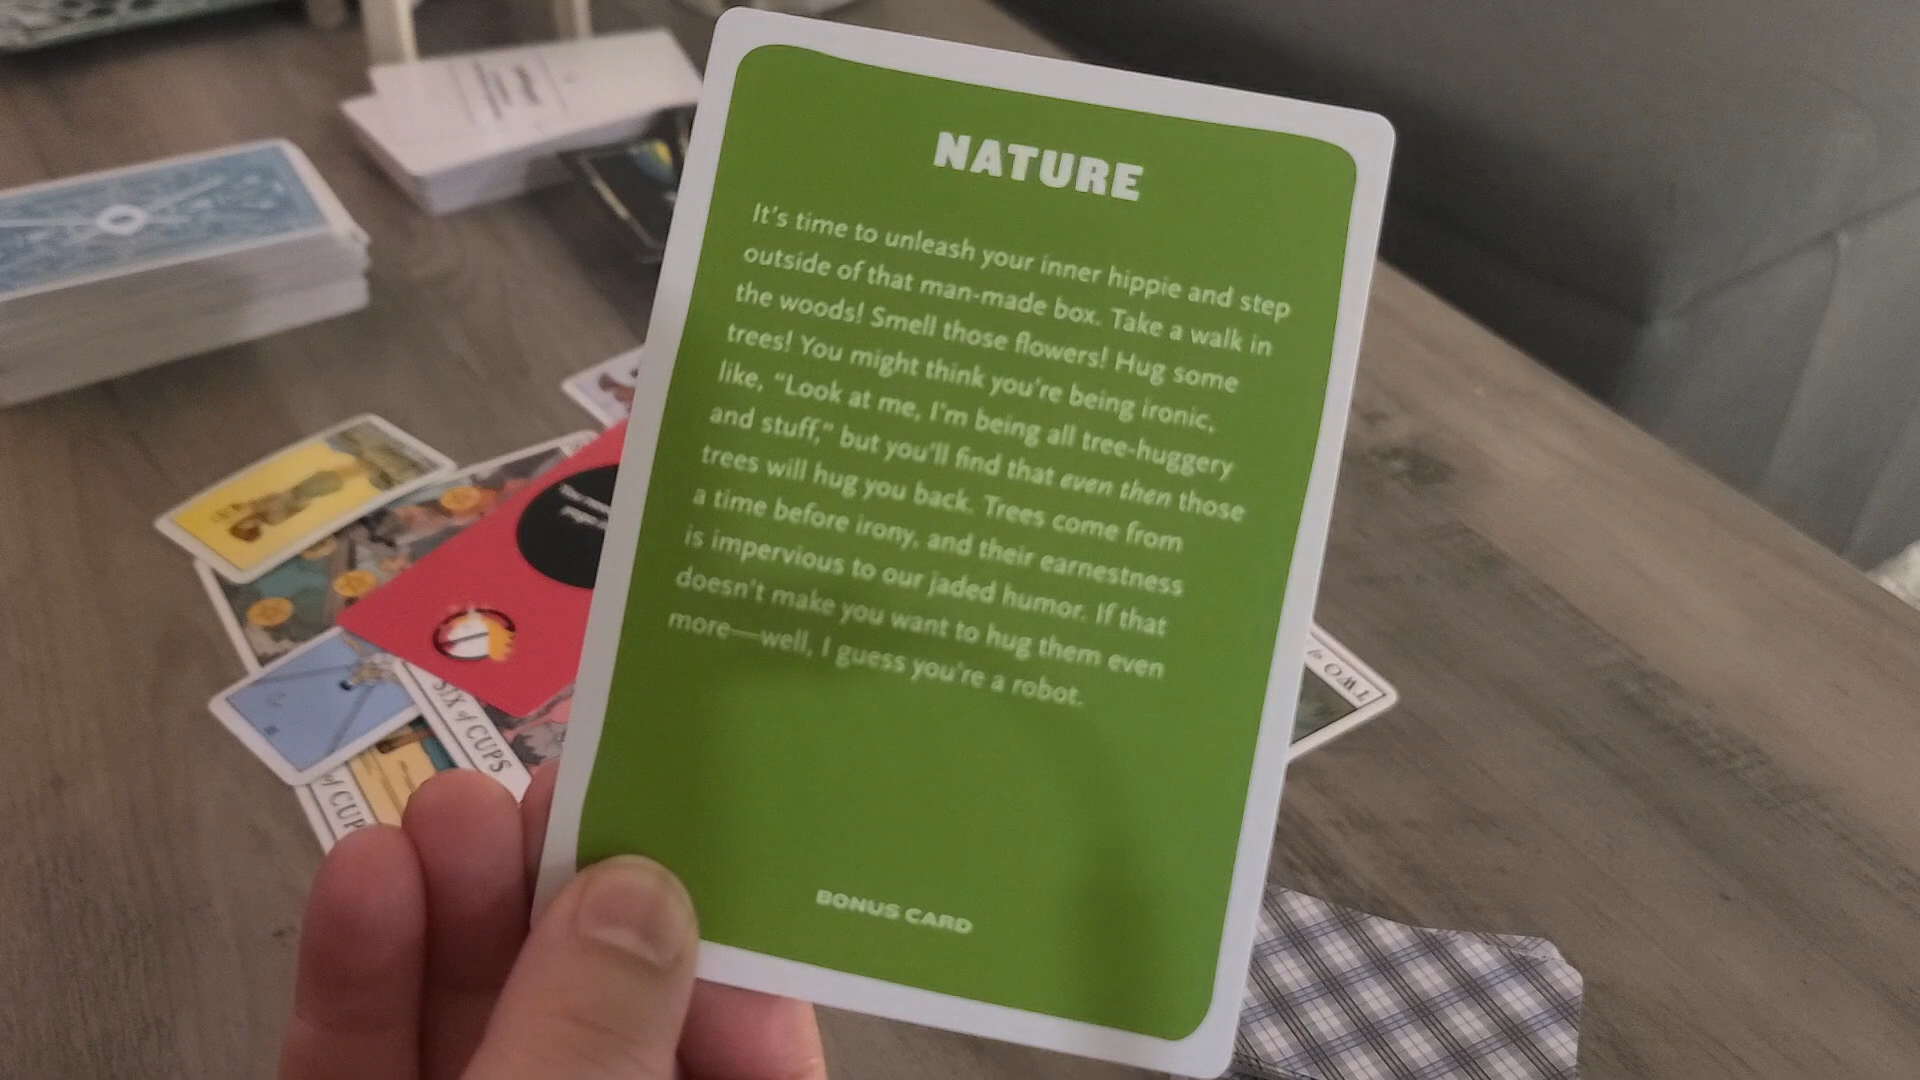 NATURE
It's time to unleash your inner hippie and step
outside of that man-made box. Take a walk in
the woods! Smell those flowers! Hug some
trees! You might think you're being ironic,
like, "Look at me, I'm being all tree-huggery
and stuff," but you'll find that even then those
trees will hug you back. Trees come from
a time before irony, and their earnestness
is impervious to our jaded humor. If that
doesn't make you want to hug them even
more—well, I guess you're a robot.
BONUS CARD
SIX of CUPS
of CUP
TWO of